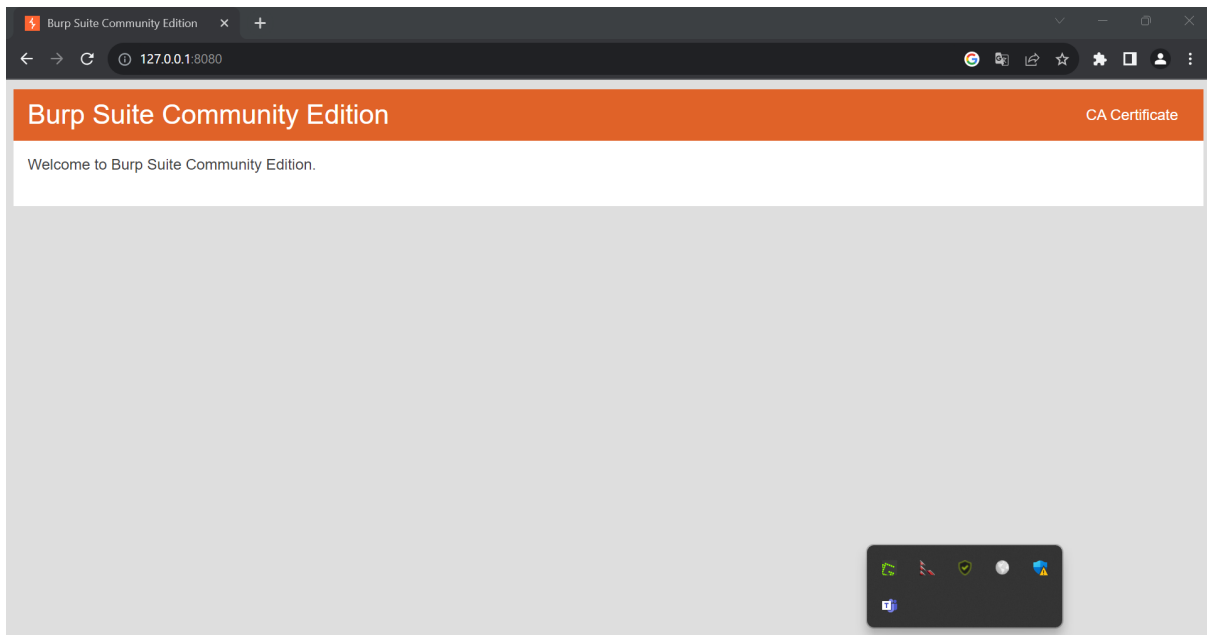 Burp Suite Community Edition
127.0.0.1:8080
Burp Suite Community Edition
CA Certificate
Welcome to Burp Suite Community Edition.